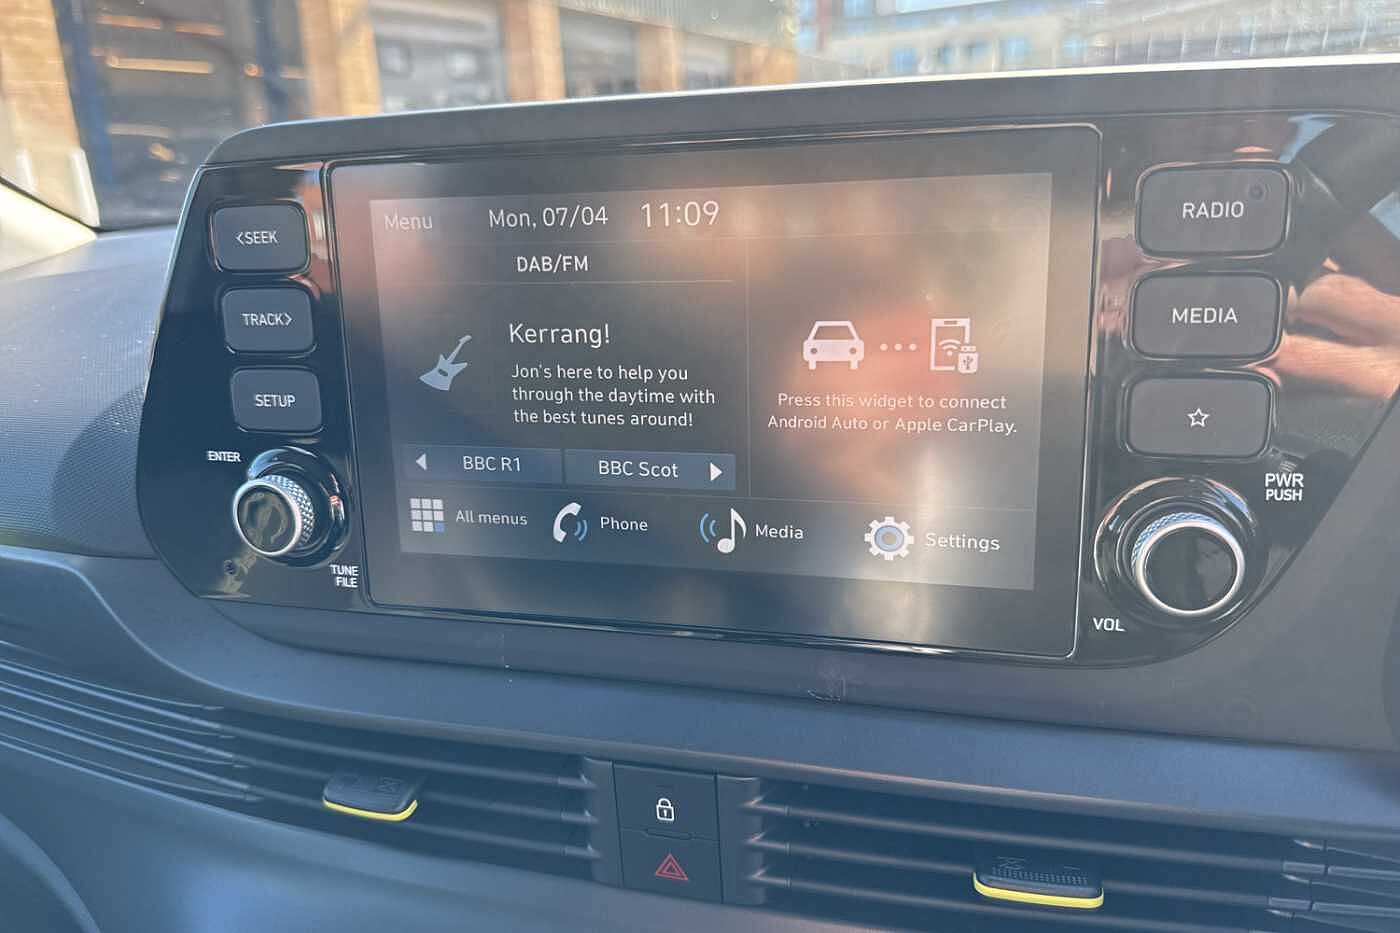 <SEEK
TRACK>
SETUP
ENTER
TUNE
FILE
Menu
Mon, 07/04
11:09
DAB/FM
Kerrang!
Jon's here to help you
through the daytime with
the best tunes around!
BBC R1
BBC Scot
Press this widget to connect
Android Auto or Apple CarPlay.
All menus
Phone
Media
Settings
RADIO
MEDIA
PWR
PUSH
VOL